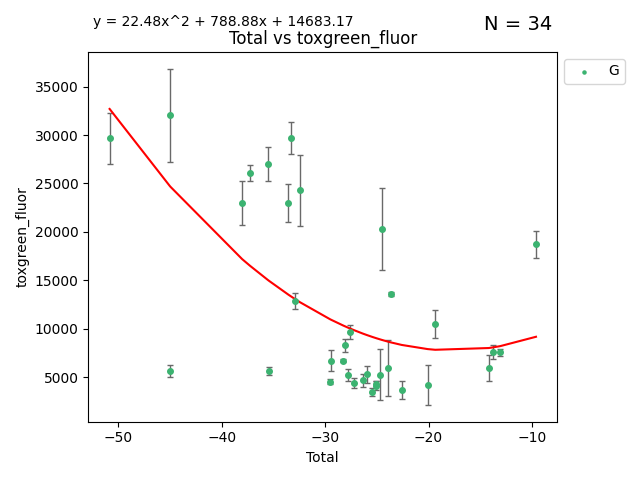 y = 22.48x^2 + 788.88x + 14683.17
N = 34
Total vs toxgreen_fluor
G
toxgreen_fluor
35000
30000
25000
20000
15000
10000
5000
−50
−40
−30
−20
−10
Total